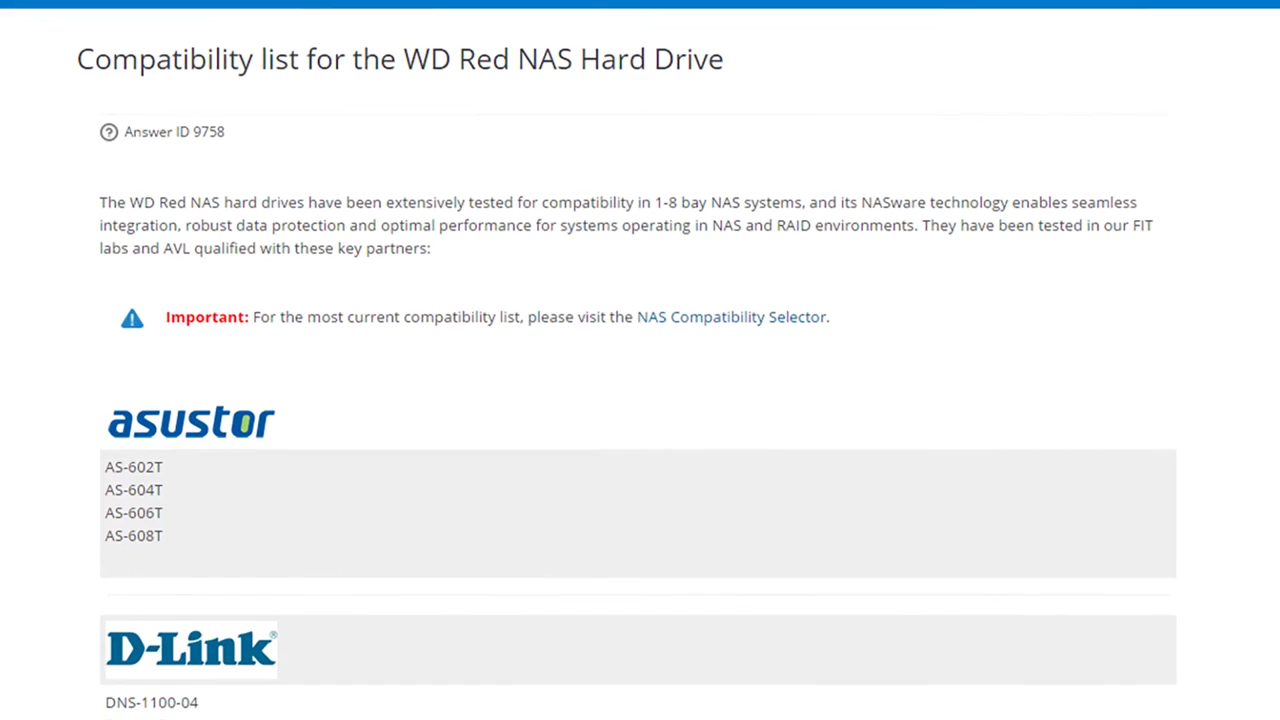 Compatibility list for the WD Red NAS Hard Drive
Answer ID 9758
The WD Red NAS hard drives have been extensively tested for compatibility in 1-8 bay NAS systems, and its NASware technology enables seamless
integration, robust data protection and optimal performance for systems operating in NAS and RAID environments. They have been tested in our FIT
labs and AVL qualified with these key partners:
Important: For the most current compatibility list, please visit the NAS Compatibility Selector.
asustor
AS-602T
AS-604T
AS-606T
AS-608T
D-Link®
DNS-1100-04